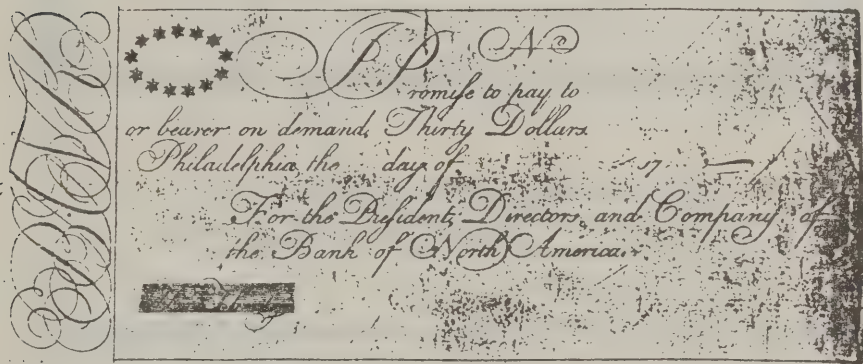 No
I Promise to pay to
or bearer on demand, Thirty Dollars
Philadelphia the day of 17
For the President, Directors, and Company of
the Bank of North America.